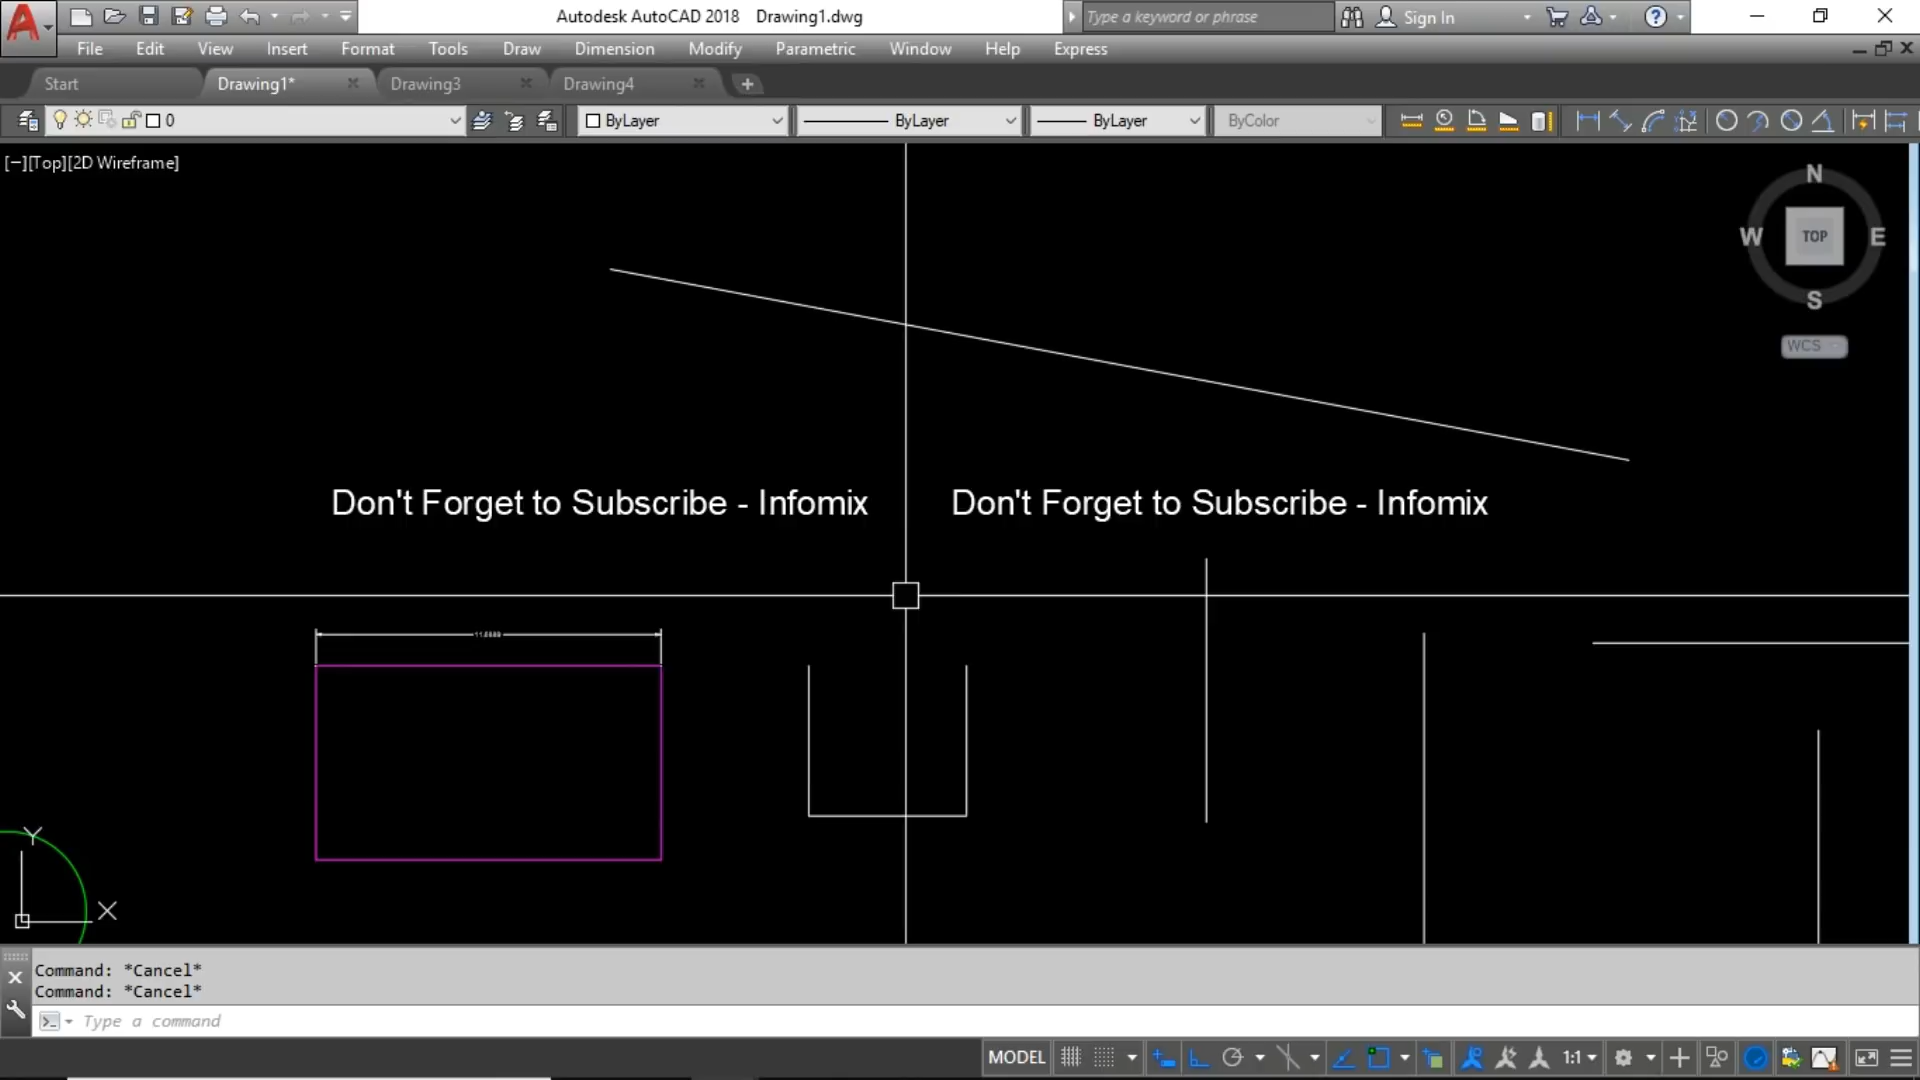 Autodesk AutoCAD 2018 Drawing1.dwg
Type a keyword or phrase
Sign In
File Edit View Insert Format Tools Draw Dimension Modify Parametric Window Help Express
Start Drawing1* Drawing3 Drawing4
0 ByLayer ByLayer ByLayer ByColor
[−][Top][2D Wireframe]
N
W TOP E
S
WCS
Don't Forget to Subscribe - Infomix Don't Forget to Subscribe - Infomix
Y
X
Command: *Cancel*
Command: *Cancel*
Type a command
MODEL 1:1